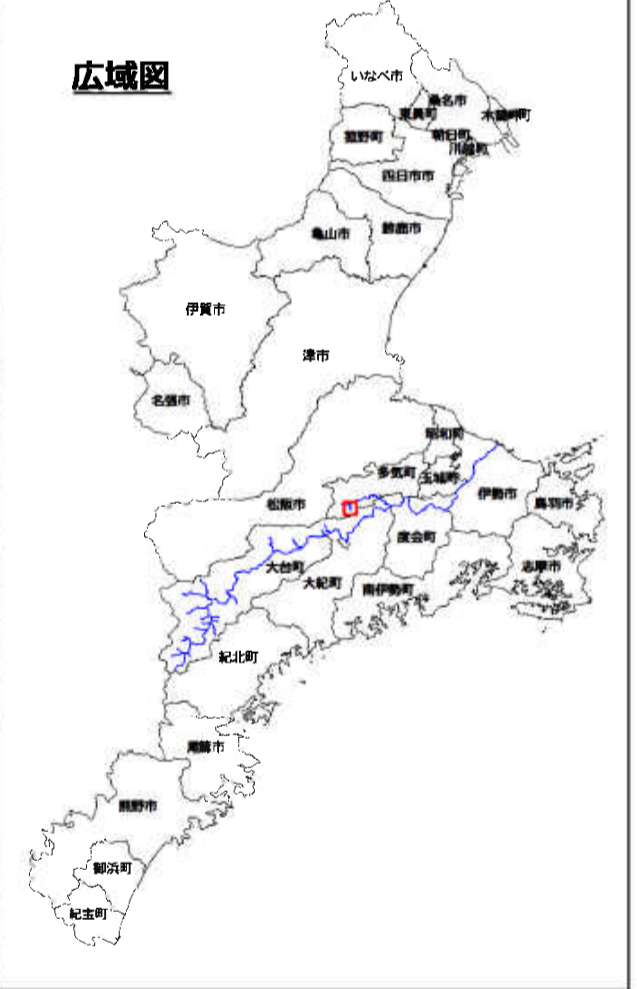 広域図
いなべ市
桑名市
東員町
木曽岬町
朝日町
川越町
菰野町
四日市市
亀山市
鈴鹿市
伊賀市
津市
名張市
明和町
多気町
玉城町
伊勢市
鳥羽市
松阪市
度会町
志摩市
大台町
大紀町
南伊勢町
紀北町
尾鷲市
熊野市
御浜町
紀宝町